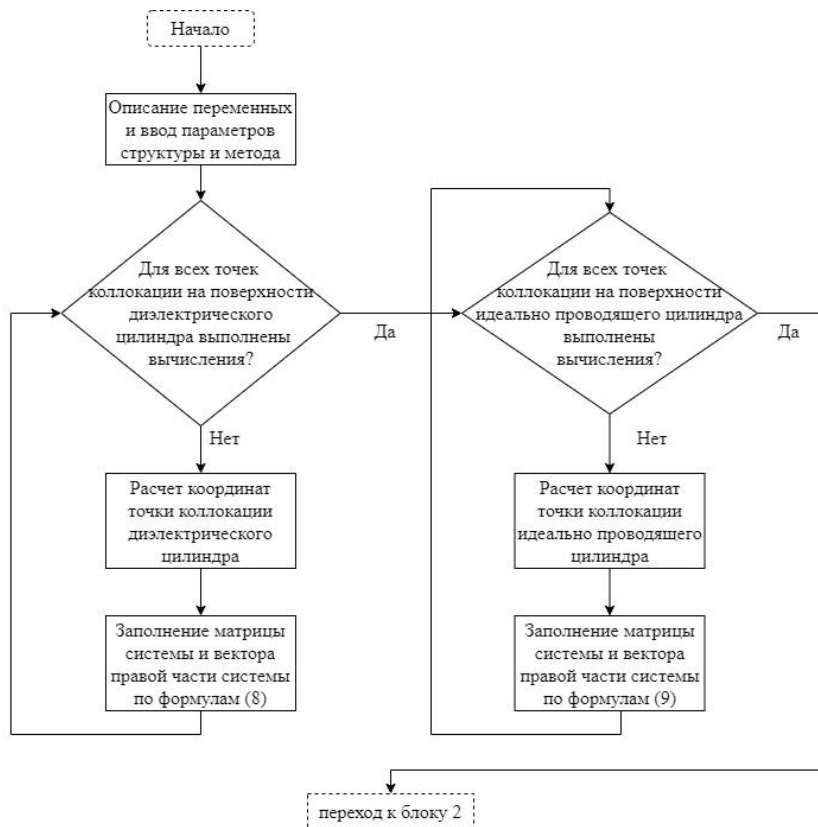 Начало
Описание переменных
и ввод параметров
структуры и метода
Для всех точек
коллокации на поверхности
диэлектрического
цилиндра выполнены
вычисления?
Да
Нет
Расчет координат
точки коллокации
диэлектрического
цилиндра
Заполнение матрицы
системы и вектора
правой части системы
по формулам (8)
Для всех точек
коллокации на поверхности
идеально проводящего цилиндра
выполнены
вычисления?
Да
Нет
Расчет координат
точки коллокации
идеально проводящего
цилиндра
Заполнение матрицы
системы и вектора
правой части системы
по формулам (9)
переход к блоку 2